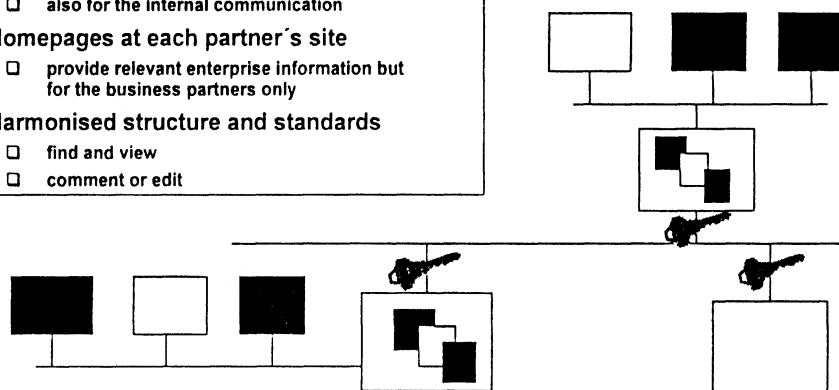 ❑ also for the internal communication
omepages at each partner´s site
❑ provide relevant enterprise information but
for the business partners only
armonised structure and standards
❑ find and view
❑ comment or edit